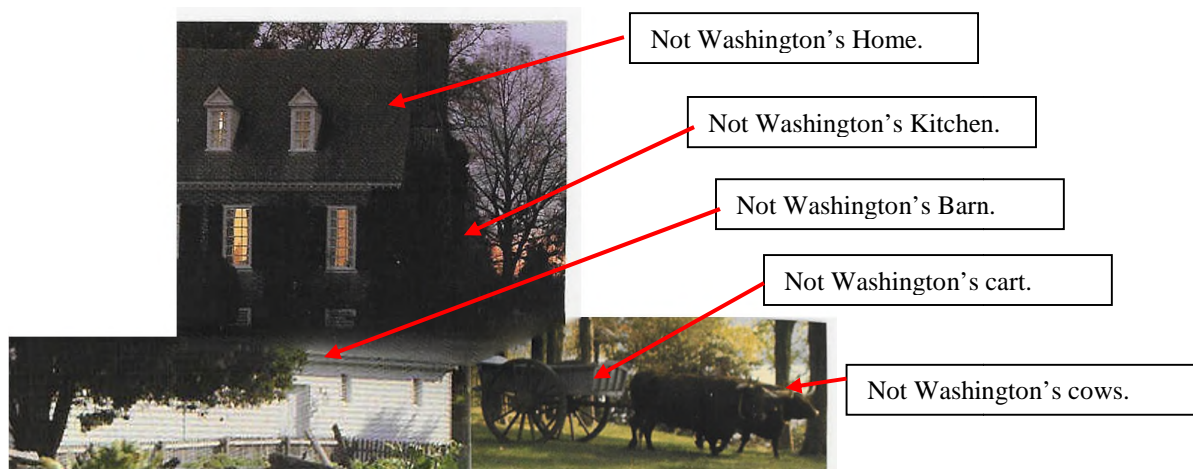 Not Washington’s Home.
Not Washington’s Kitchen.
Not Washington’s Barn.
Not Washington’s cart.
Not Washington’s cows.